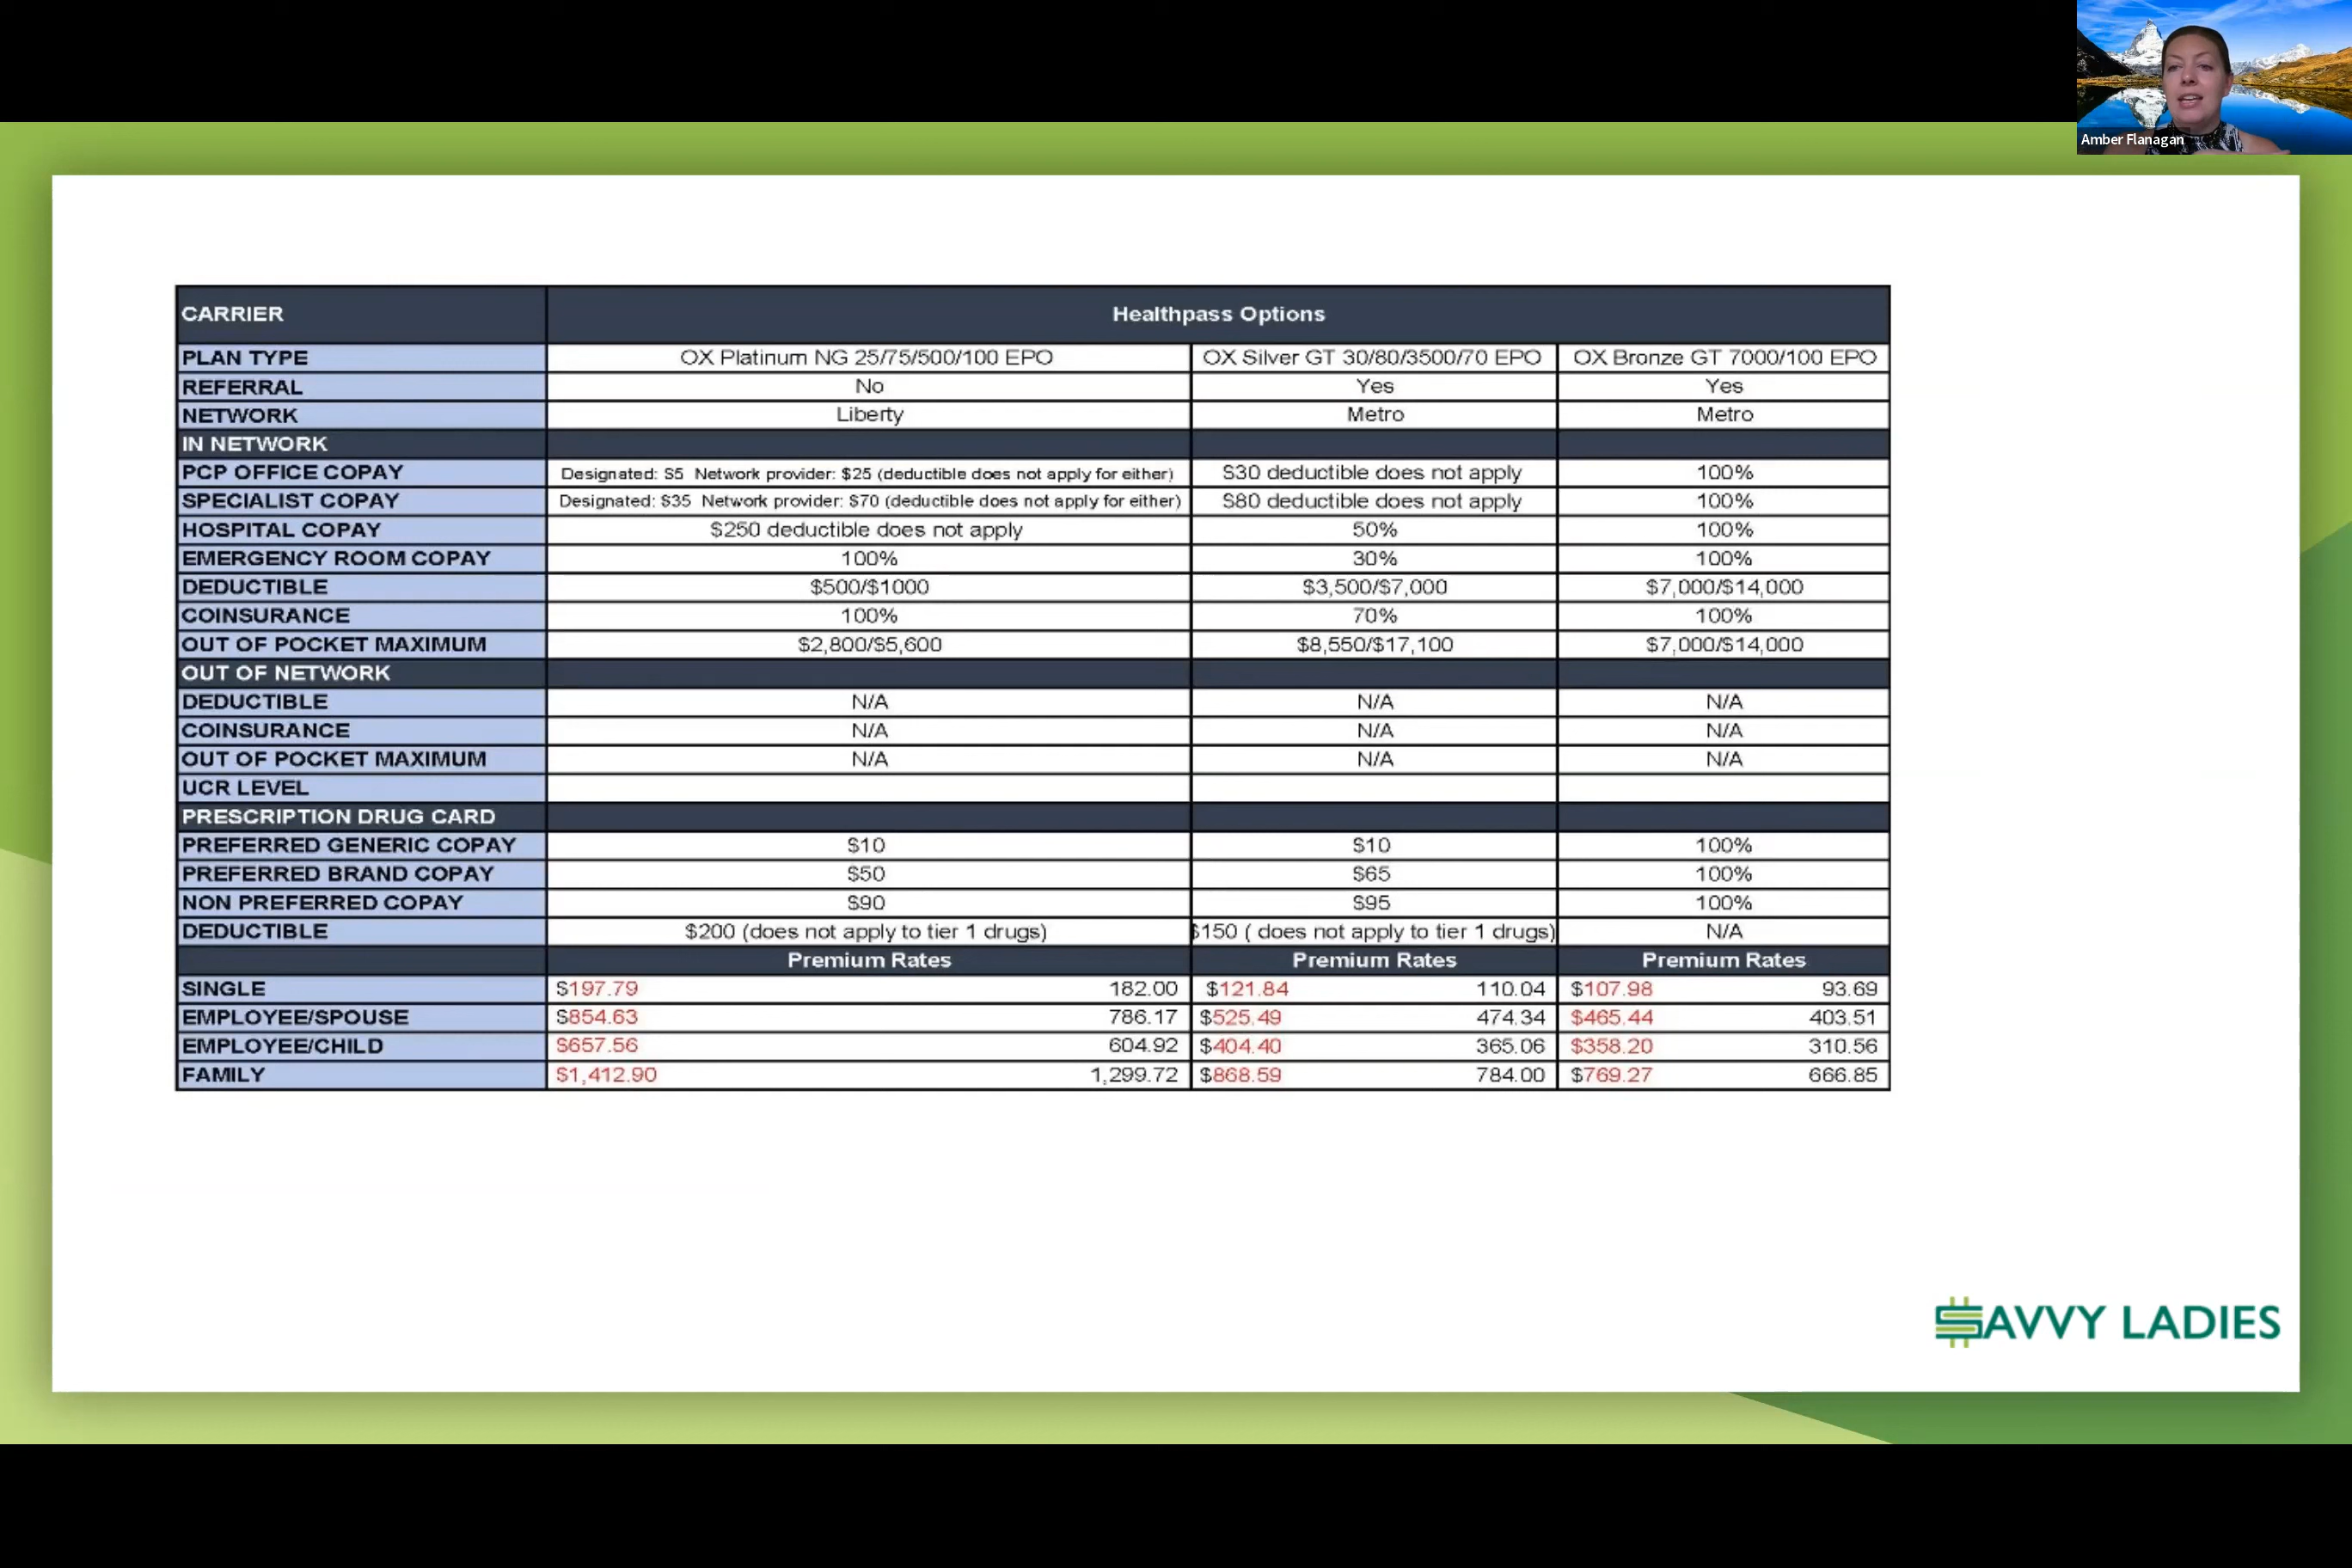 Amber Flanagan
CARRIER Healthpass Options
PLAN TYPE OX Platinum NG 25/75/500/100 EPO OX Silver GT 30/80/3500/70 EPO OX Bronze GT 7000/100 EPO
REFERRAL No Yes Yes
NETWORK Liberty Metro Metro
IN NETWORK
PCP OFFICE COPAY Designated: $5 Network provider: $25 (deductible does not apply for either) $30 deductible does not apply 100%
SPECIALIST COPAY Designated: $35 Network provider: $70 (deductible does not apply for either) $80 deductible does not apply 100%
HOSPITAL COPAY $250 deductible does not apply 50% 100%
EMERGENCY ROOM COPAY 100% 30% 100%
DEDUCTIBLE $500/$1000 $3,500/$7,000 $7,000/$14,000
COINSURANCE 100% 70% 100%
OUT OF POCKET MAXIMUM $2,800/$5,600 $8,550/$17,100 $7,000/$14,000
OUT OF NETWORK
DEDUCTIBLE N/A N/A N/A
COINSURANCE N/A N/A N/A
OUT OF POCKET MAXIMUM N/A N/A N/A
UCR LEVEL
PRESCRIPTION DRUG CARD
PREFERRED GENERIC COPAY $10 $10 100%
PREFERRED BRAND COPAY $50 $65 100%
NON PREFERRED COPAY $90 $95 100%
DEDUCTIBLE $200 (does not apply to tier 1 drugs) $150 ( does not apply to tier 1 drugs) N/A
Premium Rates Premium Rates Premium Rates
SINGLE $197.79 182.00 $121.84 110.04 $107.98 93.69
EMPLOYEE/SPOUSE $854.63 786.17 $525.49 474.34 $465.44 403.51
EMPLOYEE/CHILD $657.56 604.92 $404.40 365.06 $358.20 310.56
FAMILY $1,412.90 1,299.72 $868.59 784.00 $769.27 666.85
SAVVY LADIES